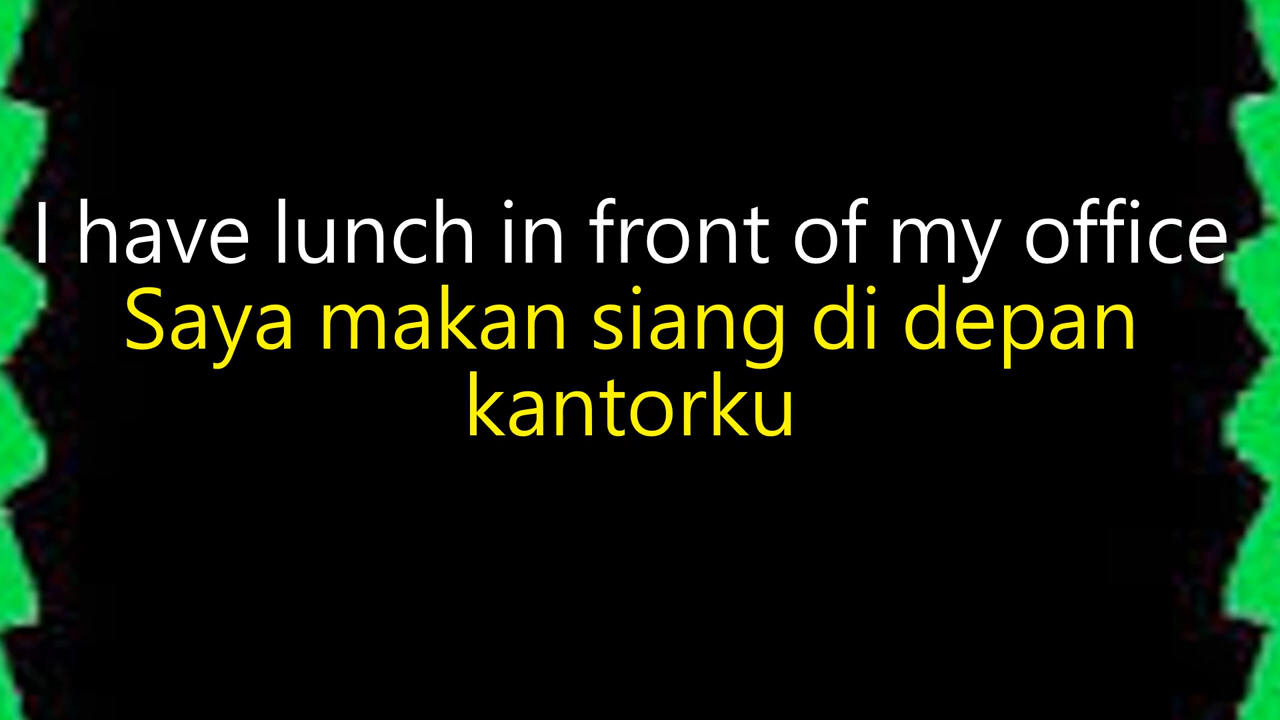 I have lunch in front of my office
Saya makan siang di depan
kantorku